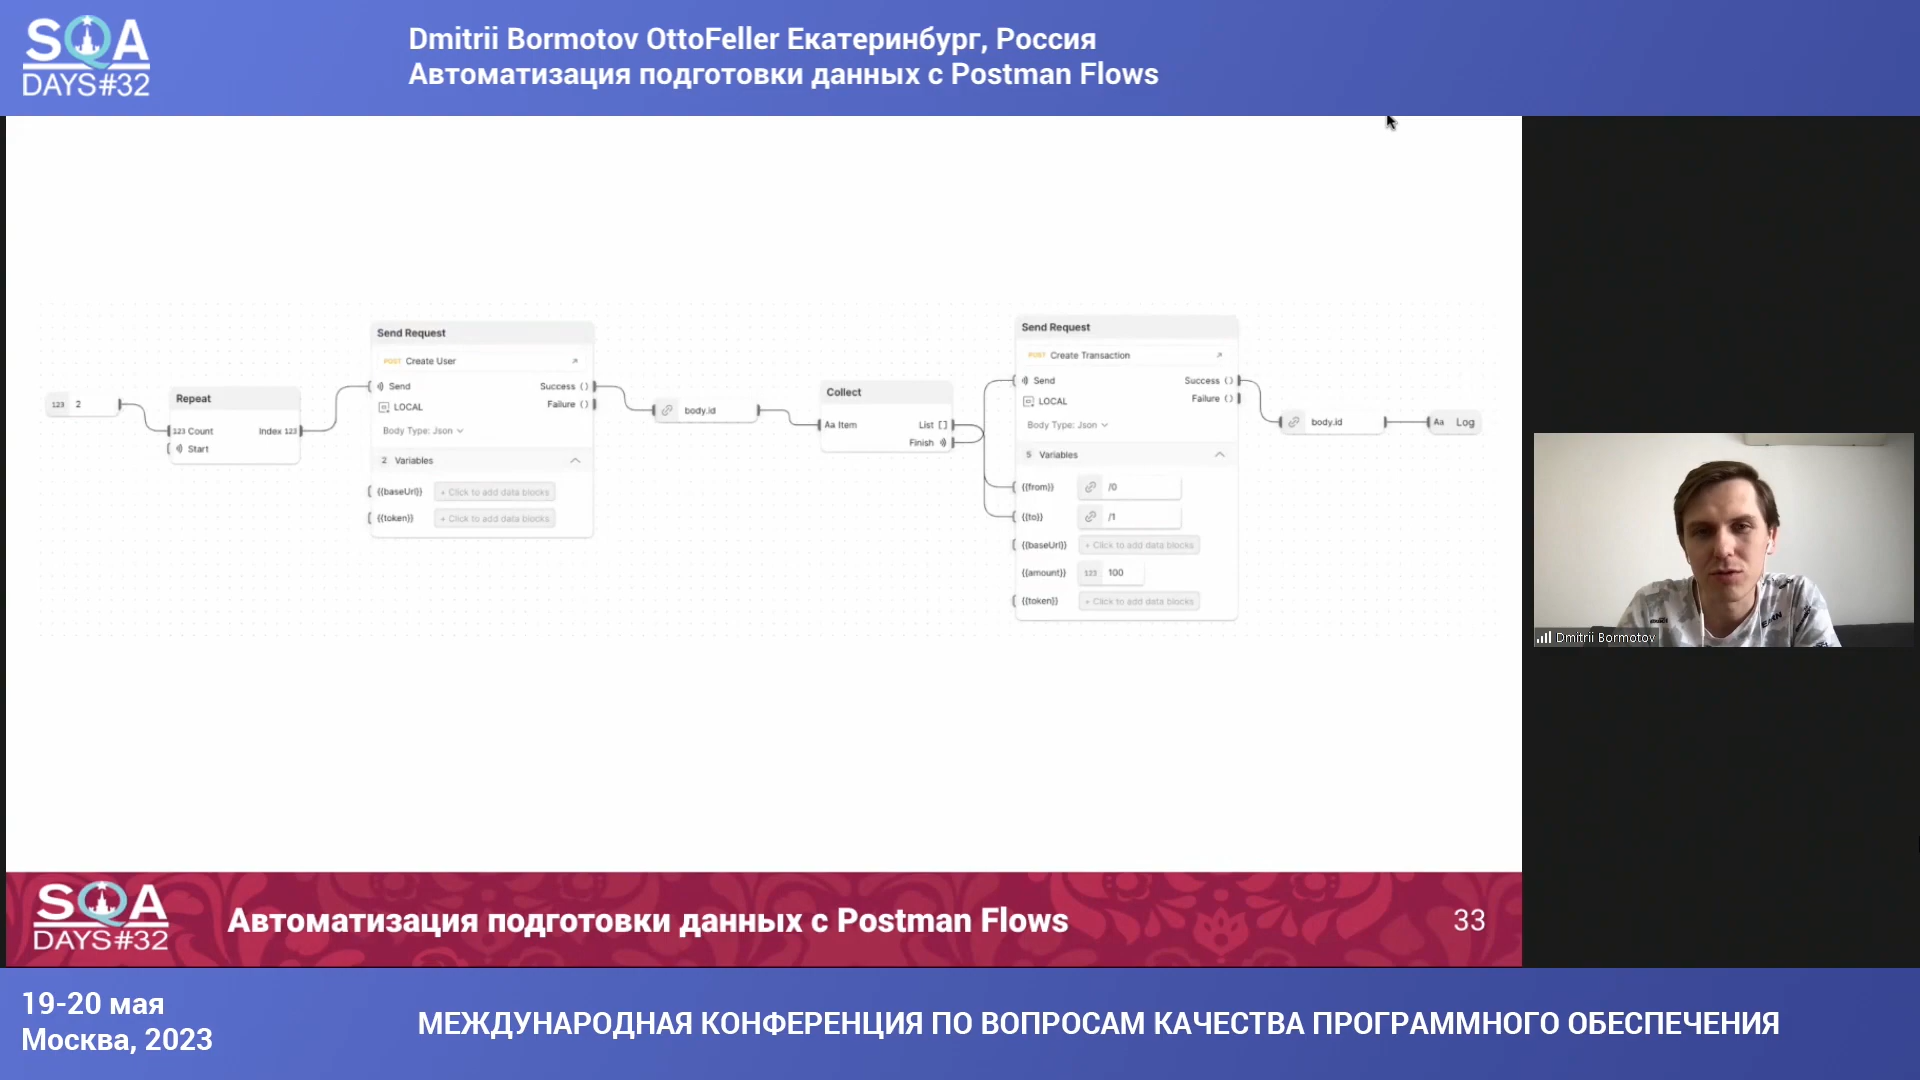 SQA
DAYS#32
Dmitrii Bormotov OttoFeller Екатеринбург, Россия
Автоматизация подготовки данных с Postman Flows
123 2
Repeat
123 Count
Index 123
Start
Send Request
POST Create User
Send
Success ()
LOCAL
Failure ()
Body Type: Json
2 Variables
{{baseUrl}} + Click to add data blocks
{{token}} + Click to add data blocks
body.id
Collect
Aa Item
List []
Finish
Send Request
POST Create Transaction
Send
Success ()
LOCAL
Failure ()
Body Type: Json
5 Variables
{{from}} /0
{{to}} /1
{{baseUrl}} + Click to add data blocks
{{amount}} 123 100
{{token}} + Click to add data blocks
body.id
Aa Log
Dmitrii Bormotov
SQA
DAYS#32
Автоматизация подготовки данных с Postman Flows
33
19-20 мая
Москва, 2023
МЕЖДУНАРОДНАЯ КОНФЕРЕНЦИЯ ПО ВОПРОСАМ КАЧЕСТВА ПРОГРАММНОГО ОБЕСПЕЧЕНИЯ